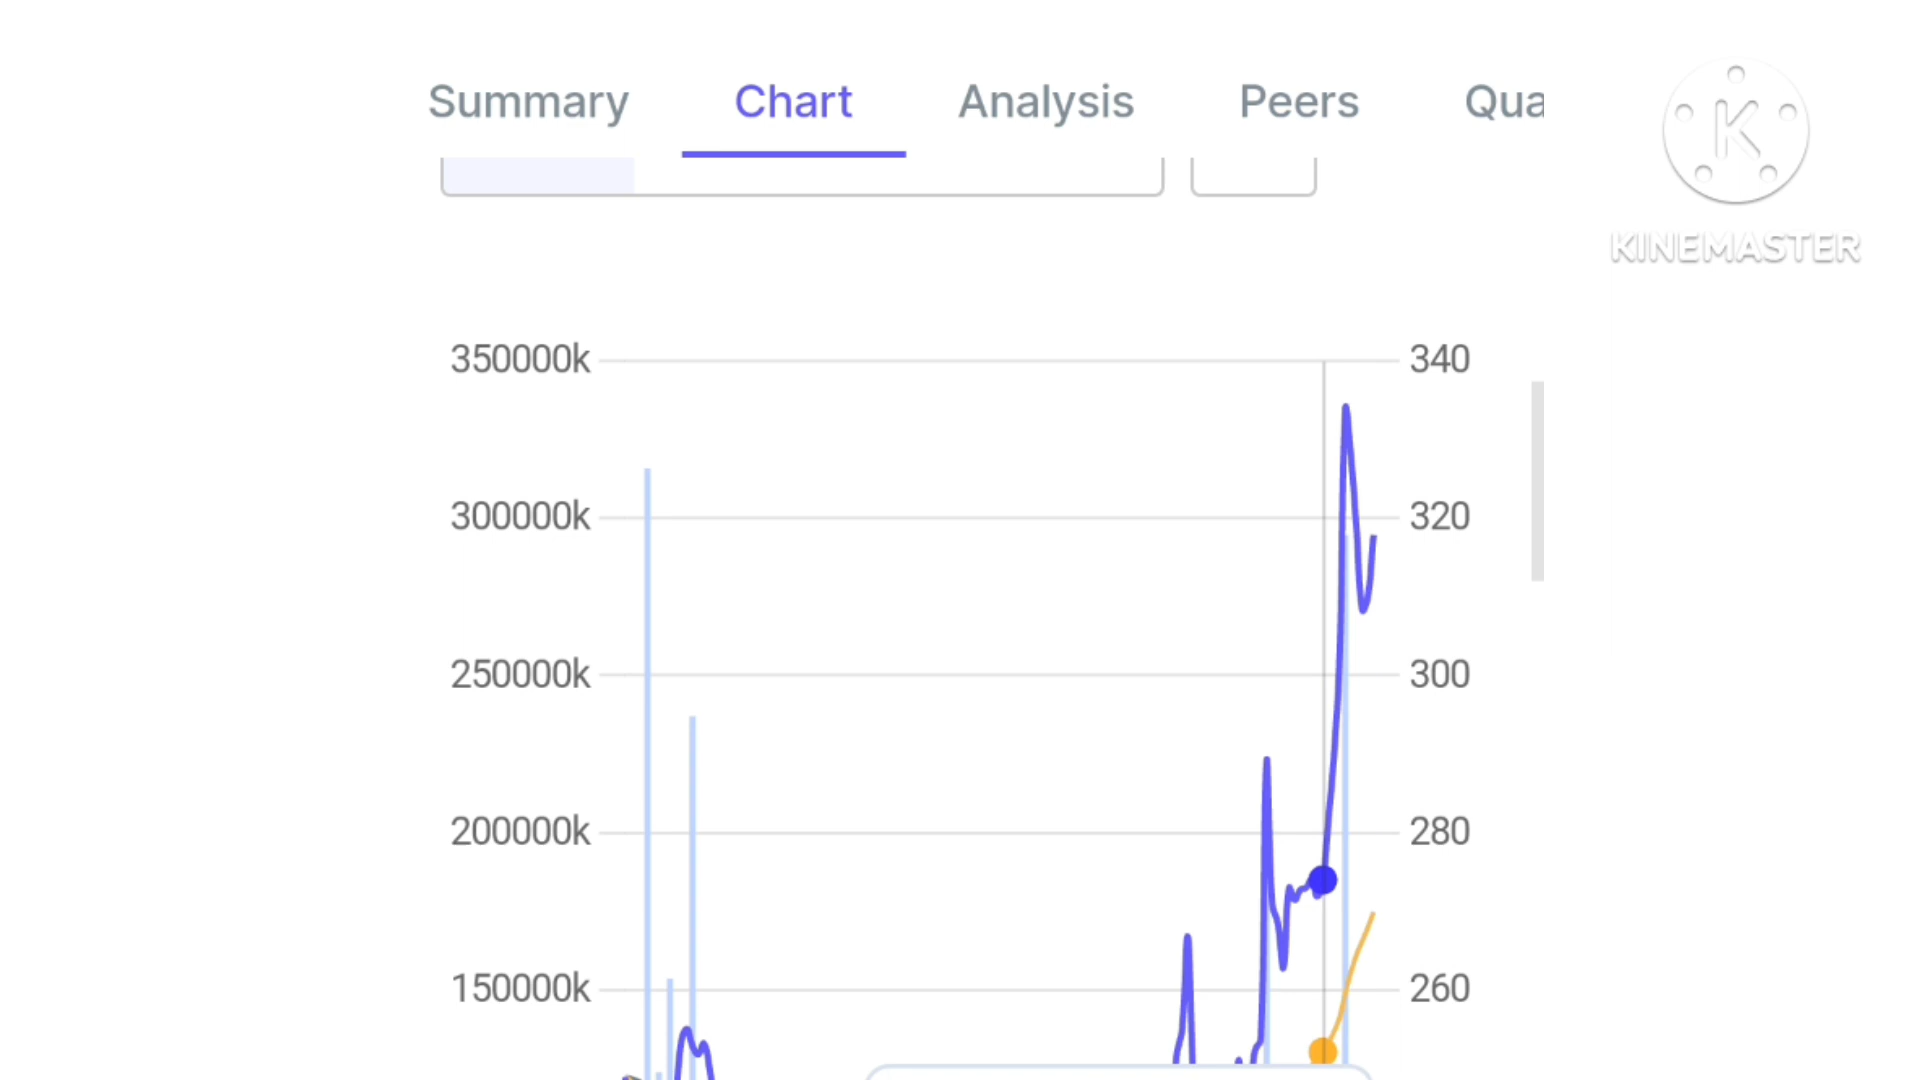 Summary Chart Analysis Peers Qua
K
KINEMASTER
350000k 340
300000k 320
250000k 300
200000k 280
150000k 260